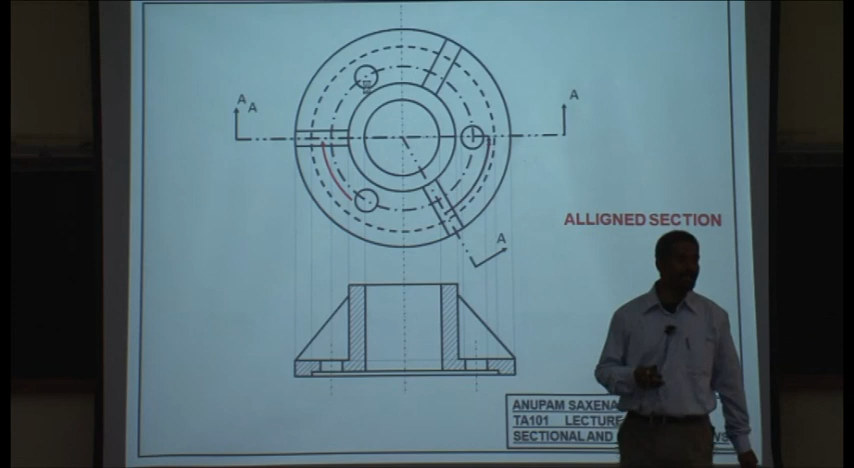 A
A
A
ALLIGNED SECTION
A
ANUPAM SAXENA
TA101 LECTURE
SECTIONAL AND